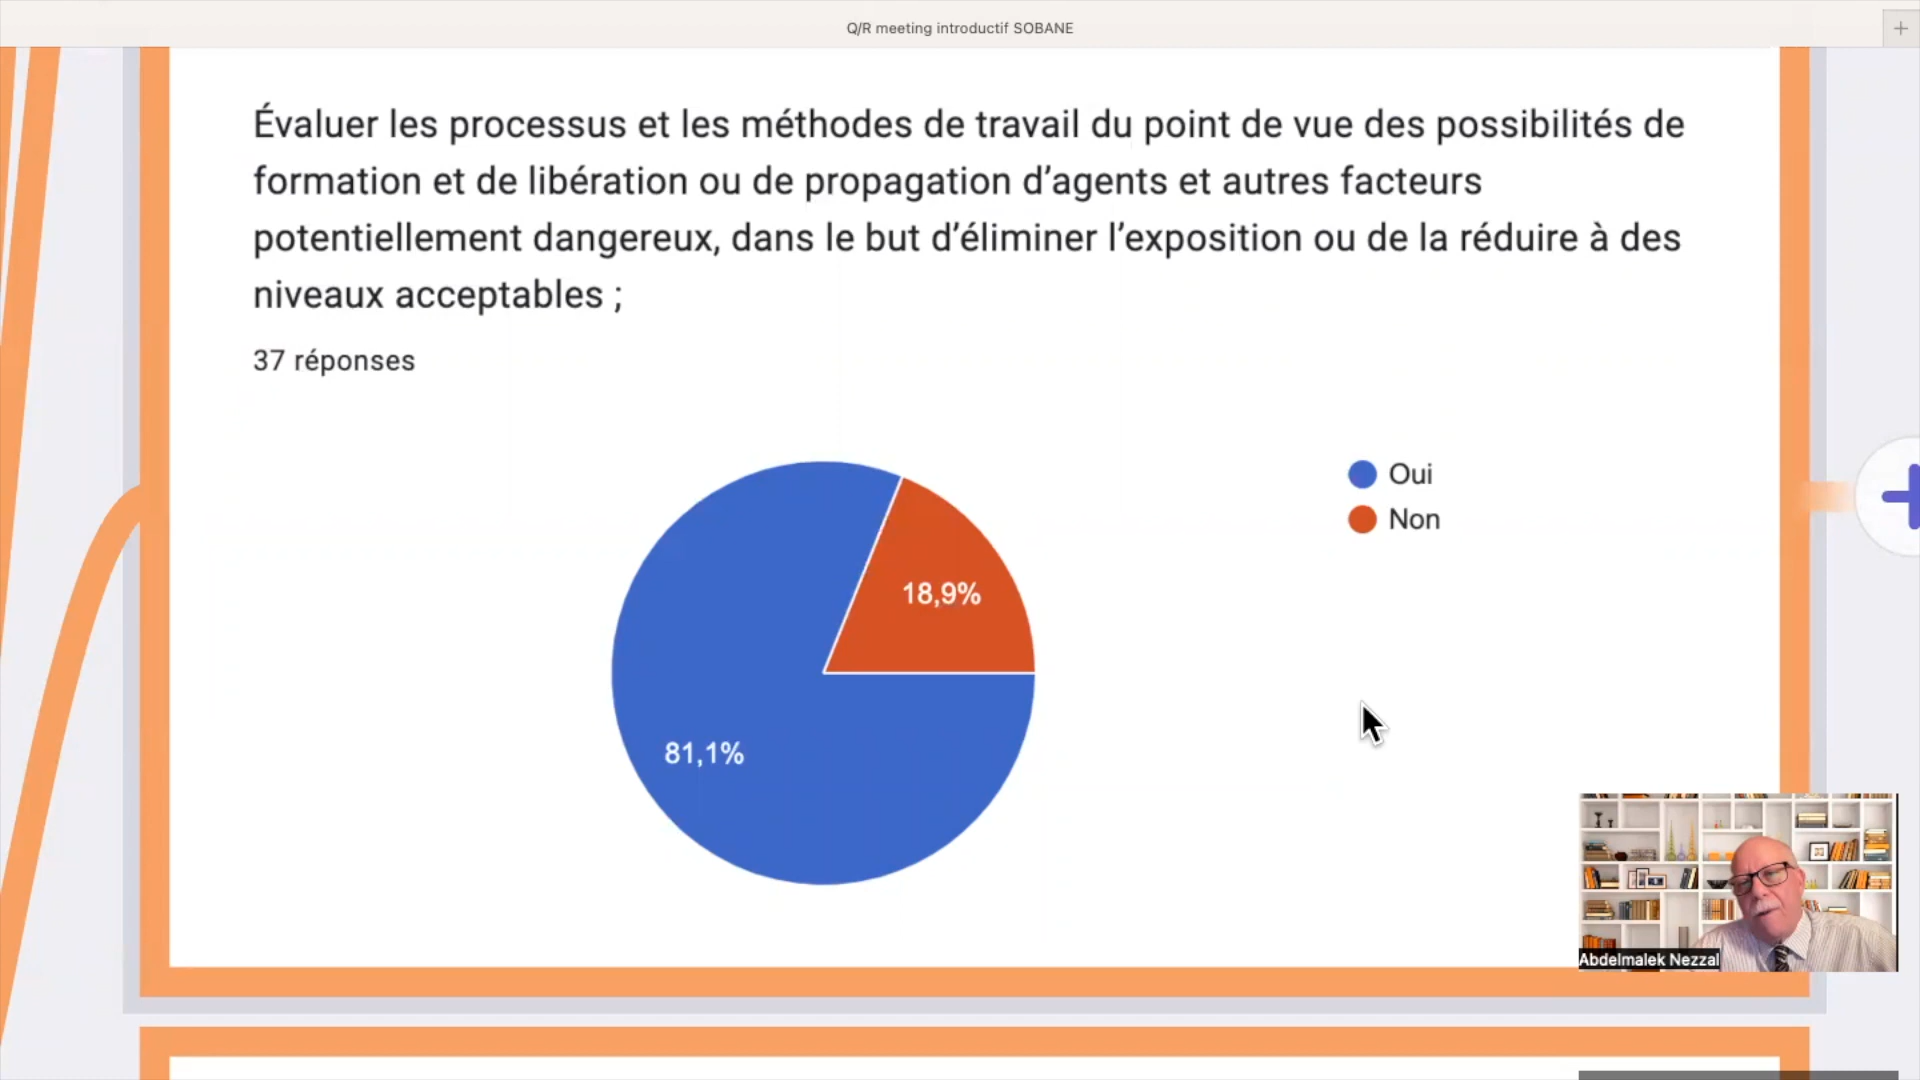 Q/R meeting introductif SOBANE
Évaluer les processus et les méthodes de travail du point de vue des possibilités de
formation et de libération ou de propagation d’agents et autres facteurs
potentiellement dangereux, dans le but d’éliminer l’exposition ou de la réduire à des
niveaux acceptables ;
37 réponses
Oui
Non
18,9%
81,1%
Abdelmalek Nezzal